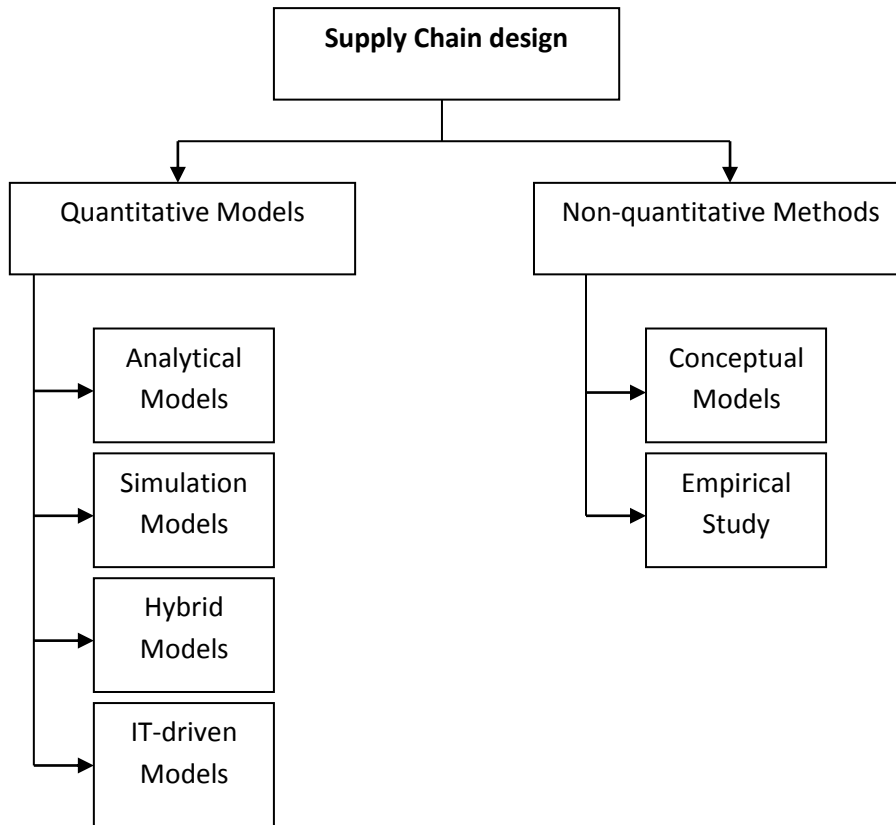 Supply Chain design
Quantitative Models
Non-quantitative Methods
Analytical
Models
Simulation
Models
Hybrid
Models
IT-driven
Models
Conceptual
Models
Empirical
Study